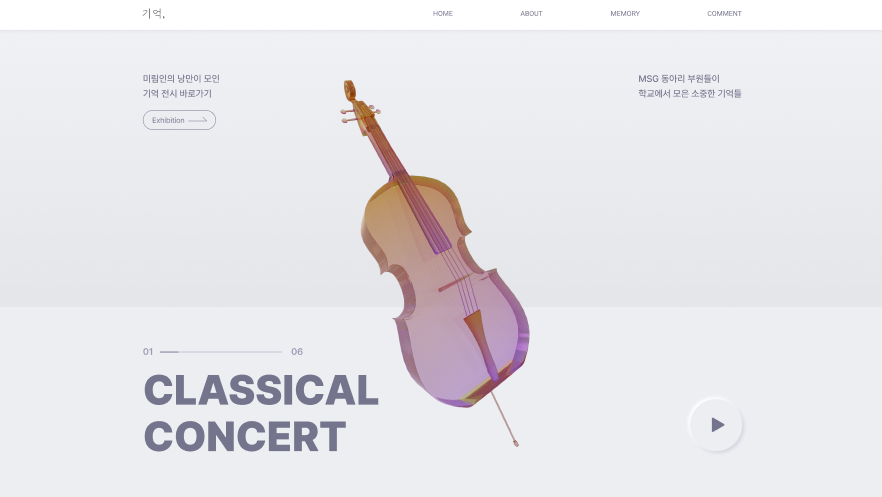 기억,
HOME
ABOUT
MEMORY
COMMENT
미림인의 낭만이 모인
기억 전시 바로가기
Exhibition
MSG 동아리 부원들이
학교에서 모은 소중한 기억들
01
06
CLASSICAL
CONCERT